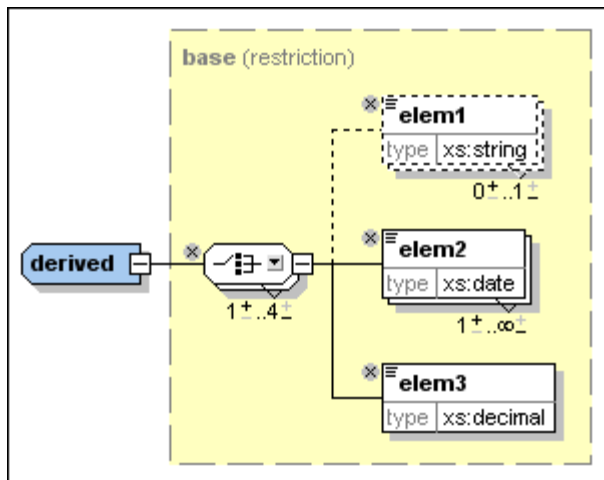 base (restriction)
elem1
type xs:string
0±..1±
derived
elem2
type xs:date
1±..4±
1±..∞±
elem3
type xs:decimal